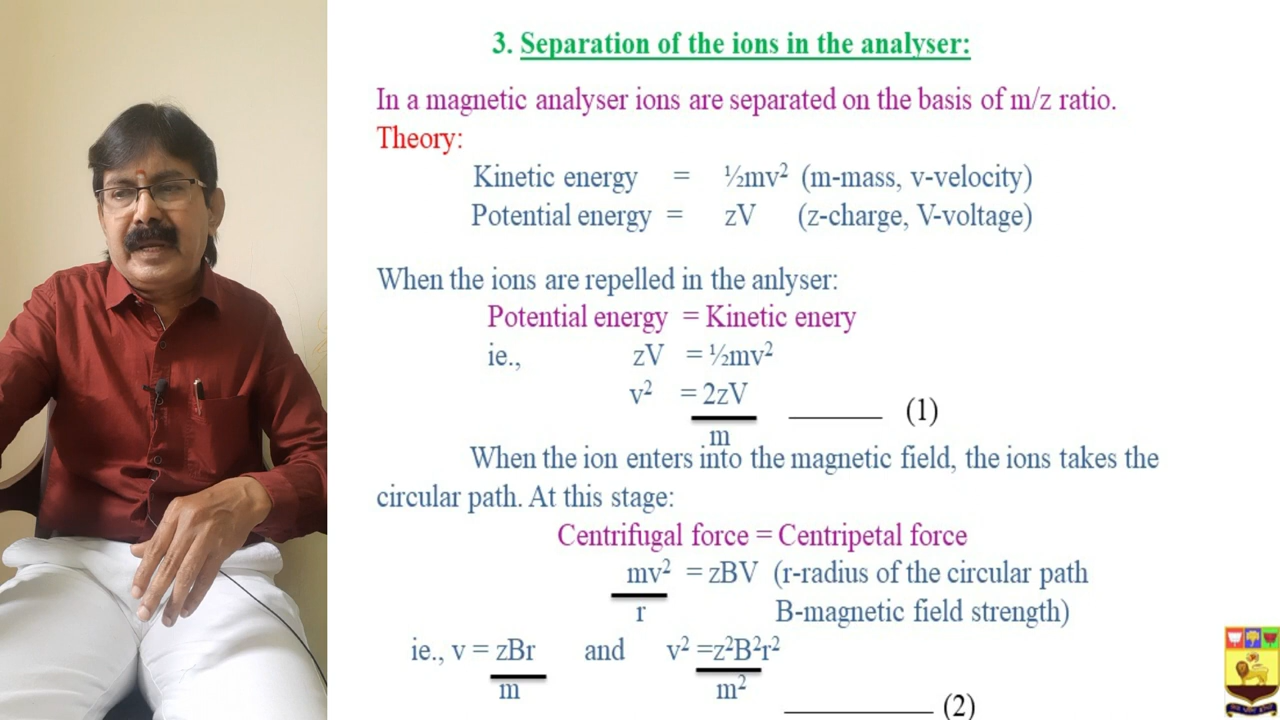 3. Separation of the ions in the analyser:
In a magnetic analyser ions are separated on the basis of m/z ratio.
Theory:
Kinetic energy = ½mv² (m-mass, v-velocity)
Potential energy = zV (z-charge, V-voltage)
When the ions are repelled in the anlyser:
Potential energy = Kinetic enery
ie., zV = ½mv²
v² = 2zV ______ (1)
m
When the ion enters into the magnetic field, the ions takes the
circular path. At this stage:
Centrifugal force = Centripetal force
mv² = zBV (r-radius of the circular path
r B-magnetic field strength)
ie., v = zBr and v² =z²B²r²
m m²
______ (2)